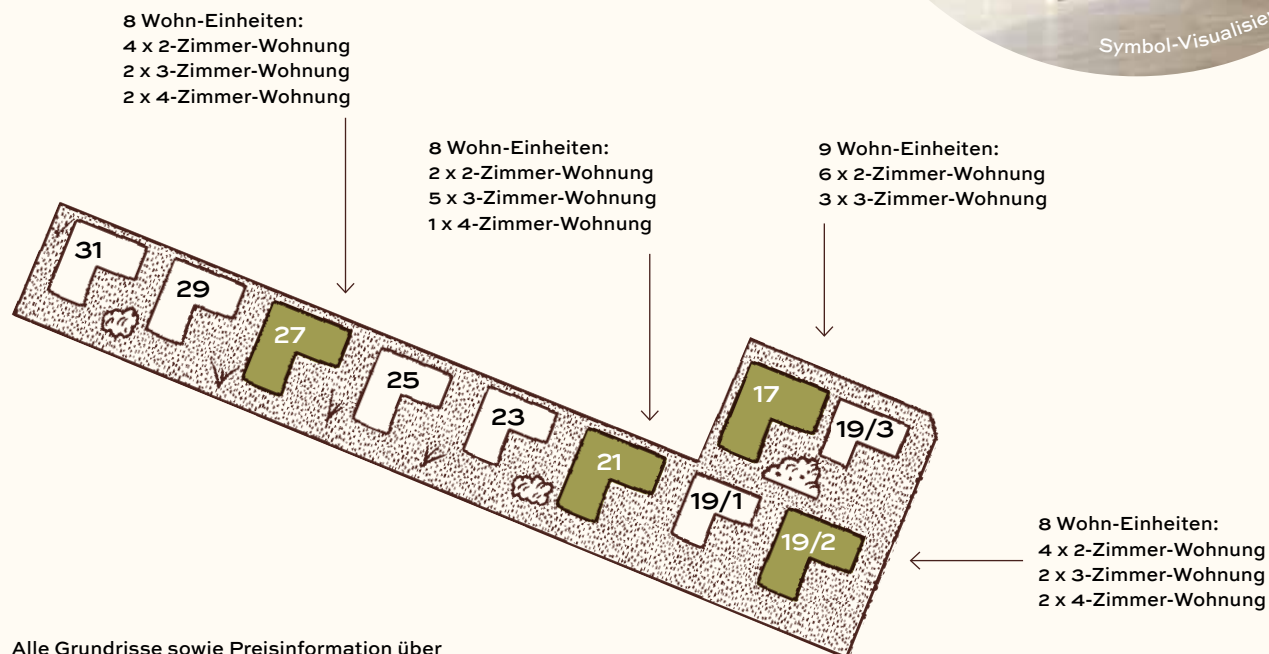 8 Wohn-Einheiten:
4 x 2-Zimmer-Wohnung
2 x 3-Zimmer-Wohnung
2 x 4-Zimmer-Wohnung
8 Wohn-Einheiten:
2 x 2-Zimmer-Wohnung
5 x 3-Zimmer-Wohnung
1 x 4-Zimmer-Wohnung
9 Wohn-Einheiten:
6 x 2-Zimmer-Wohnung
3 x 3-Zimmer-Wohnung
31
29
27
25
23
21
17
19/3
19/1
19/2
8 Wohn-Einheiten:
4 x 2-Zimmer-Wohnung
2 x 3-Zimmer-Wohnung
2 x 4-Zimmer-Wohnung
Alle Grundrisse sowie Preisinformation über